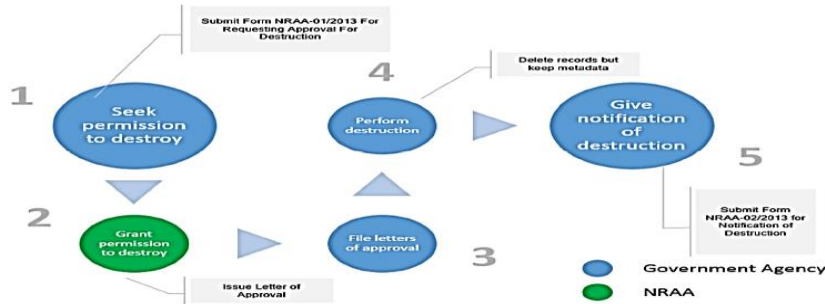 Submit Form NRAA-01/2013 For
Requesting Approval For
Destruction
1
Seek
permission
to destroy
4
Delete records but
keep metadata
Perform
destruction
Give
notification
of
destruction
5
2
Grant
permission
to destroy
File letters
of approval
3
Submit Form
NRAA-02/2013 for
Notification of
Destruction
Issue Letter of
Approval
Government Agency
NRAA